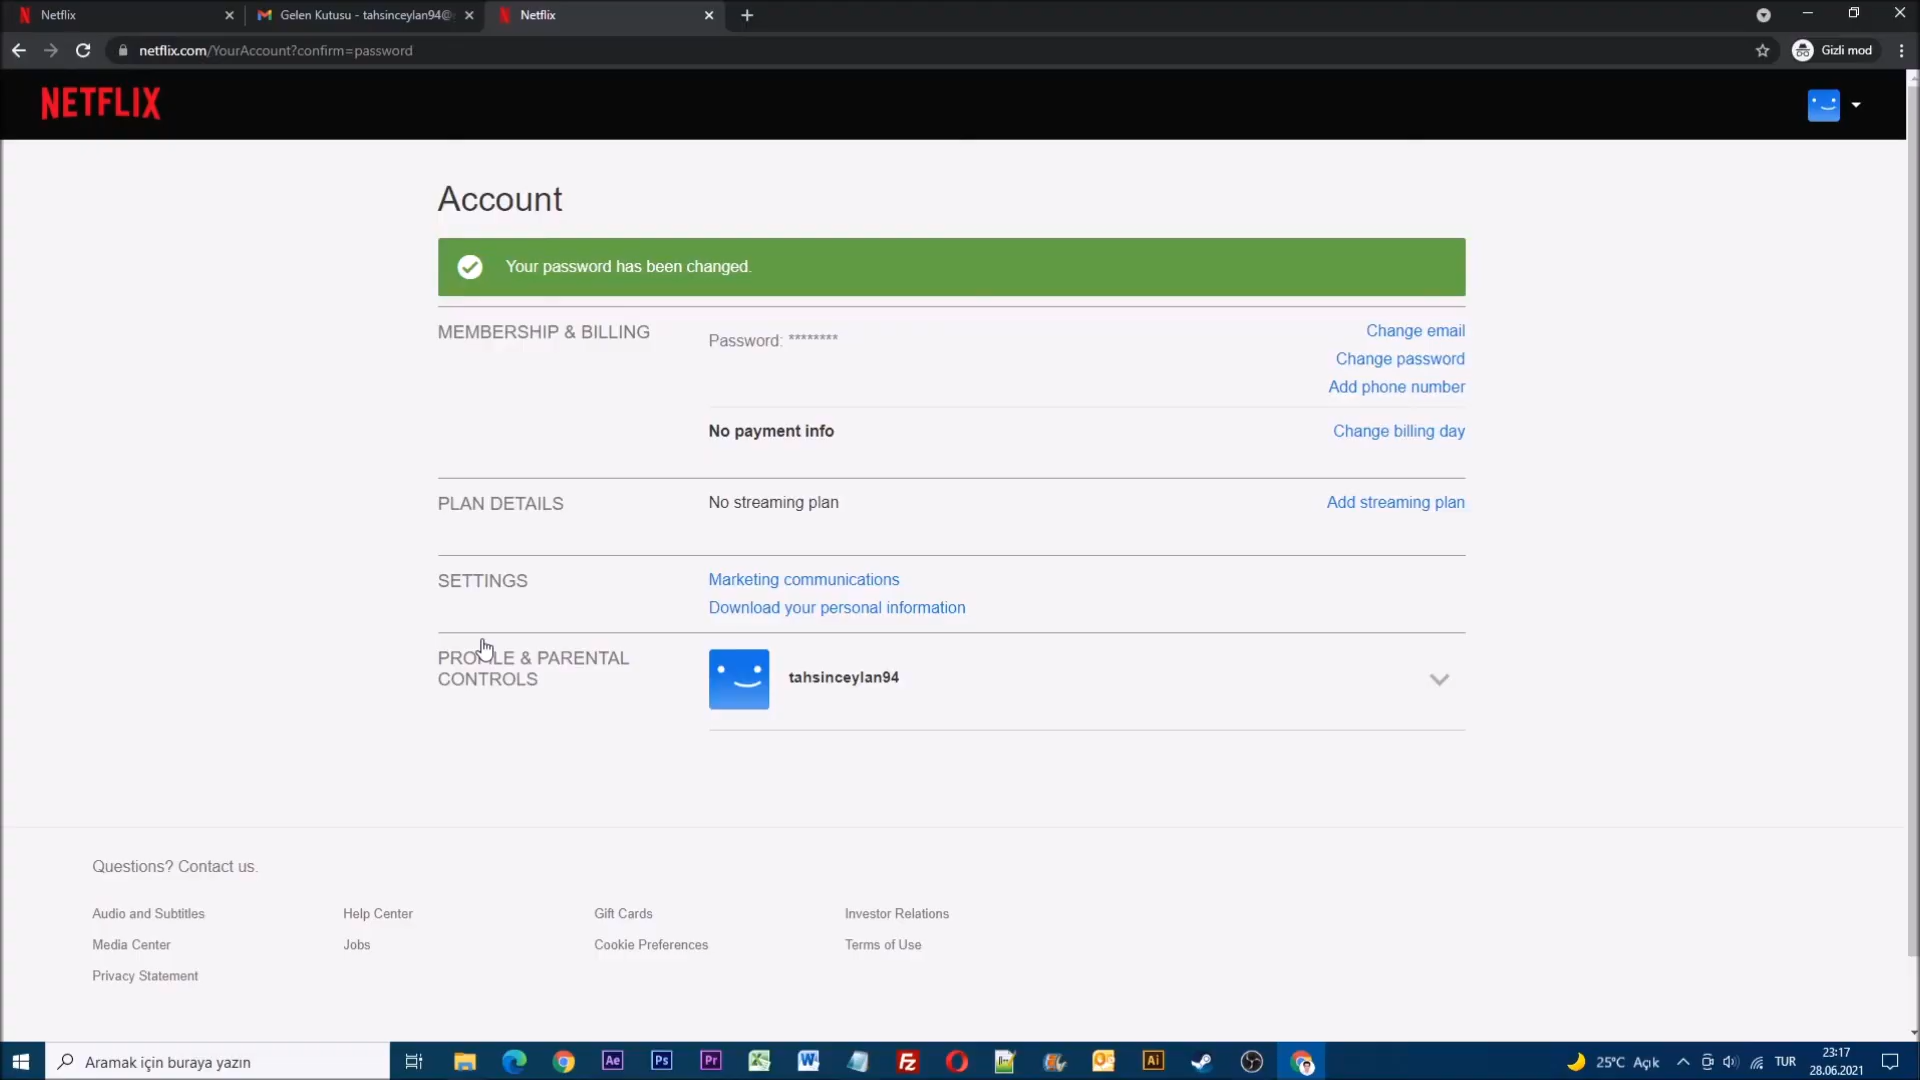 Netflix
Gelen Kutusu - tahsinceylan94@
Netflix
netflix.com/YourAccount?confirm=password
Gizli mod
NETFLIX
Account
Your password has been changed.
MEMBERSHIP & BILLING
Password: ********
Change email
Change password
Add phone number
No payment info
Change billing day
PLAN DETAILS
No streaming plan
Add streaming plan
SETTINGS
Marketing communications
Download your personal information
PROFILE & PARENTAL
CONTROLS
tahsinceylan94
Questions? Contact us.
Audio and Subtitles
Help Center
Gift Cards
Investor Relations
Media Center
Jobs
Cookie Preferences
Terms of Use
Privacy Statement
Aramak için buraya yazın
Ae
Ps
Pr
Ai
25°C Açık
TUR
23:17
28.06.2021